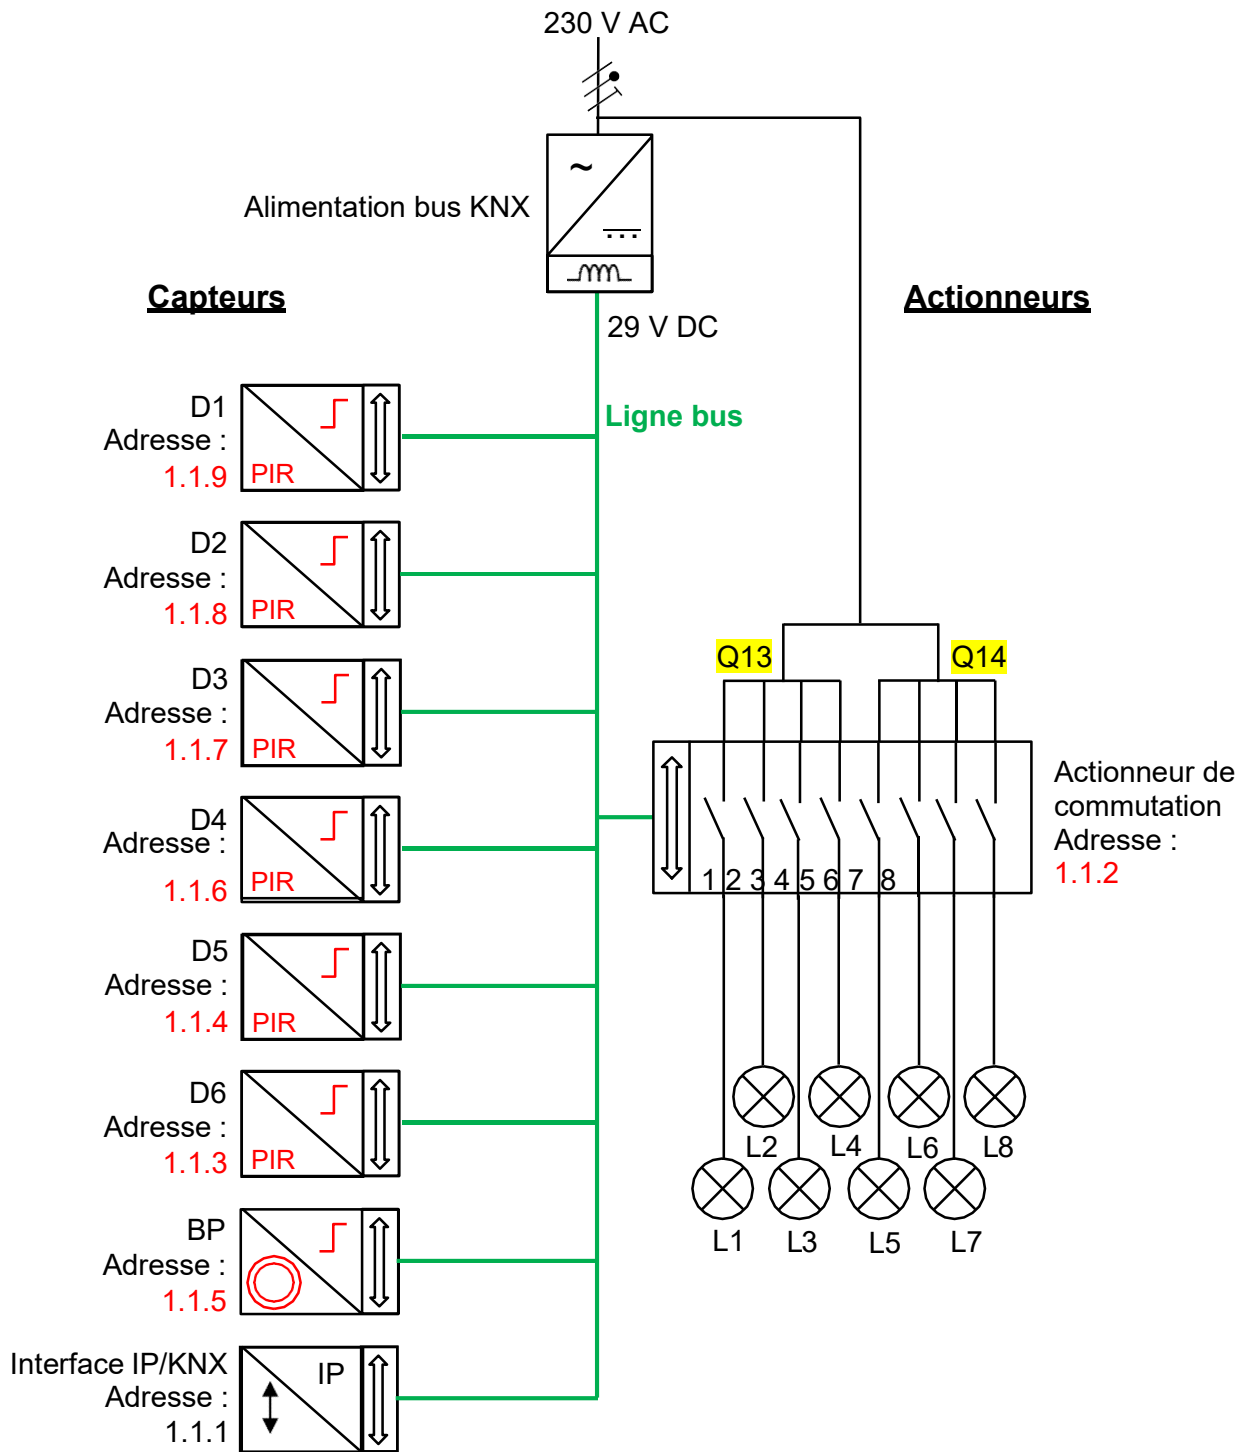 230 V AC
~
Alimentation bus KNX
Capteurs
Actionneurs
29 V DC
Ligne bus
D1
Adresse :
1.1.9
PIR
D2
Adresse :
1.1.8
PIR
D3
Adresse :
1.1.7
PIR
D4
Adresse :
1.1.6
PIR
D5
Adresse :
1.1.4
PIR
D6
Adresse :
1.1.3
PIR
BP
Adresse :
1.1.5
Interface IP/KNX
Adresse :
1.1.1
IP
Q13
Q14
Actionneur de
commutation
Adresse :
1.1.2
1 2 3 4 5 6 7 8
L2
L4
L6
L8
L1
L3
L5
L7